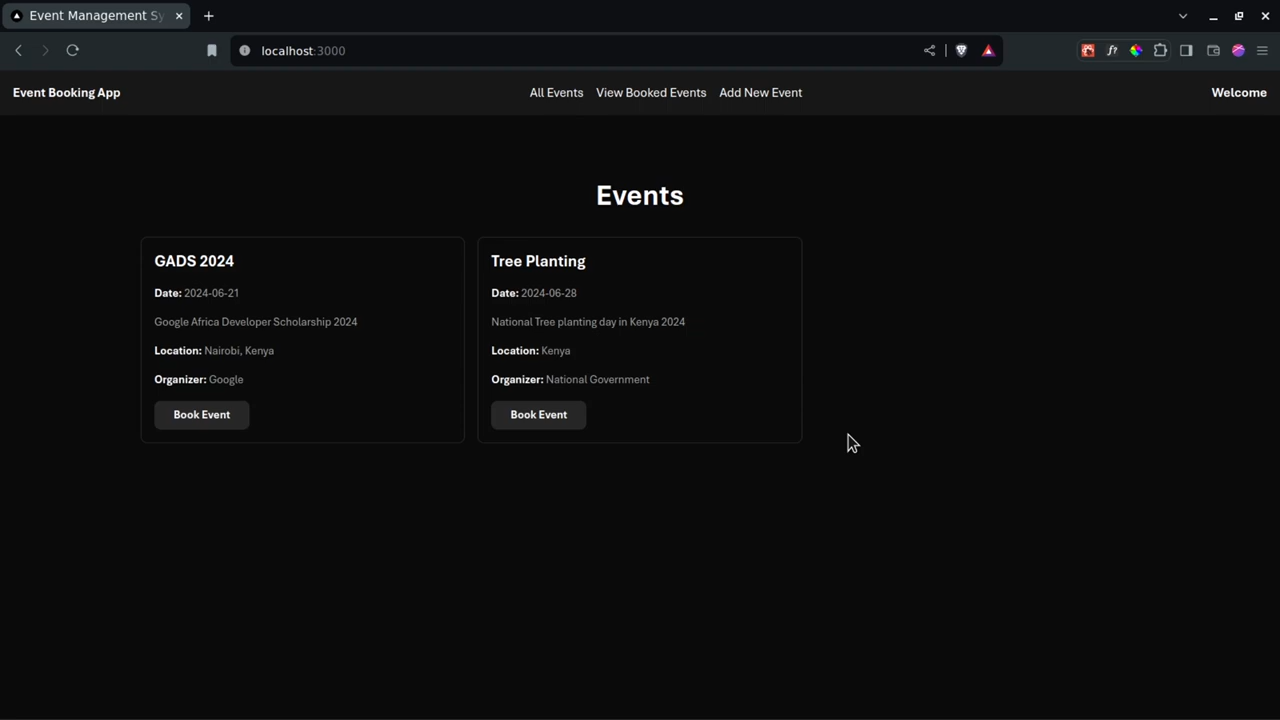 Event Management Sy
localhost:3000
f?
Event Booking App
All Events
View Booked Events
Add New Event
Welcome
Events
GADS 2024
Date: 2024-06-21
Google Africa Developer Scholarship 2024
Location: Nairobi, Kenya
Organizer: Google
Book Event
Tree Planting
Date: 2024-06-28
National Tree planting day in Kenya 2024
Location: Kenya
Organizer: National Government
Book Event